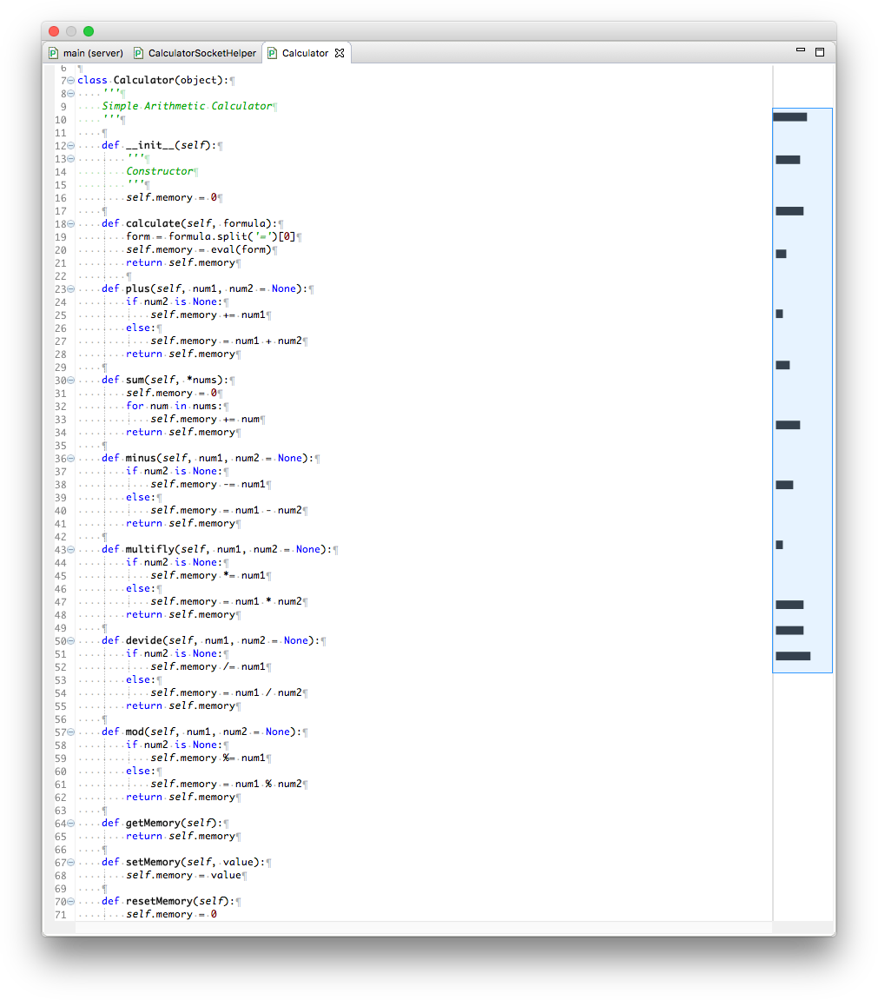 main (server) CalculatorSocketHelper Calculator
6
7 class Calculator(object):
8     '''
9     Simple Arithmetic Calculator
10     '''
11
12     def __init__(self):
13         '''
14         Constructor
15         '''
16         self.memory = 0
17
18     def calculate(self, formula):
19         form = formula.split('=')[0]
20         self.memory = eval(form)
21         return self.memory
22
23     def plus(self, num1, num2 = None):
24         if num2 is None:
25             self.memory += num1
26         else:
27             self.memory = num1 + num2
28         return self.memory
29
30     def sum(self, *nums):
31         self.memory = 0
32         for num in nums:
33             self.memory += num
34         return self.memory
35
36     def minus(self, num1, num2 = None):
37         if num2 is None:
38             self.memory -= num1
39         else:
40             self.memory = num1 - num2
41         return self.memory
42
43     def multifly(self, num1, num2 = None):
44         if num2 is None:
45             self.memory *= num1
46         else:
47             self.memory = num1 * num2
48         return self.memory
49
50     def devide(self, num1, num2 = None):
51         if num2 is None:
52             self.memory /= num1
53         else:
54             self.memory = num1 / num2
55         return self.memory
56
57     def mod(self, num1, num2 = None):
58         if num2 is None:
59             self.memory %= num1
60         else:
61             self.memory = num1 % num2
62         return self.memory
63
64     def getMemory(self):
65         return self.memory
66
67     def setMemory(self, value):
68         self.memory = value
69
70     def resetMemory(self):
71         self.memory = 0